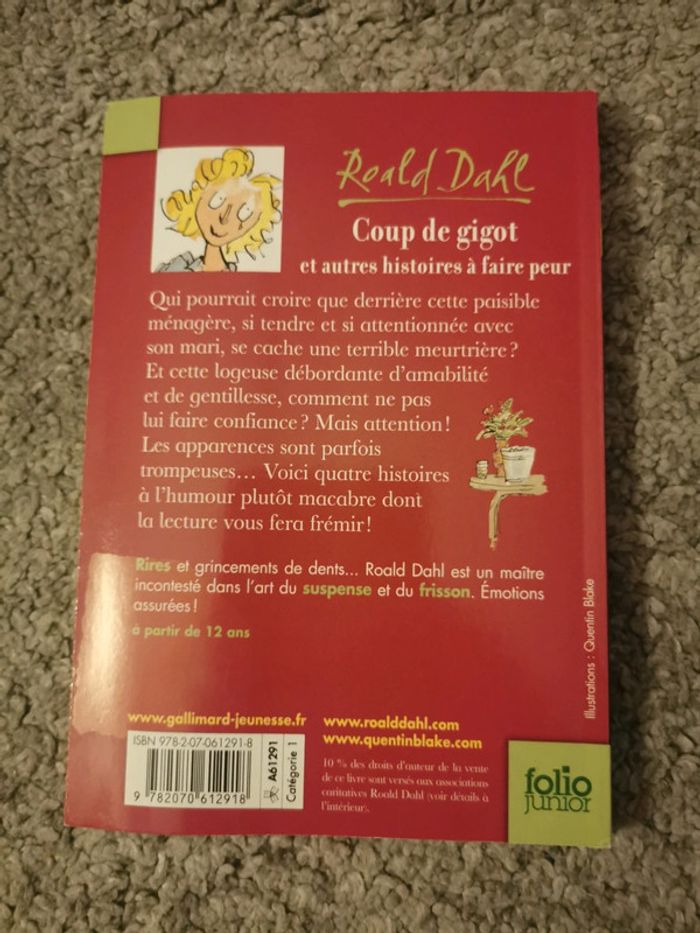 Roald Dahl
Coup de gigot
et autres histoires à faire peur
Qui pourrait croire que derrière cette paisible
ménagère, si tendre et si attentionnée avec
son mari, se cache une terrible meurtrière ?
Et cette logeuse débordante d'amabilité
et de gentillesse, comment ne pas
lui faire confiance ? Mais attention !
Les apparences sont parfois
trompeuses... Voici quatre histoires
à l'humour plutôt macabre dont
la lecture vous fera frémir !
Rires et grincements de dents... Roald Dahl est un maître
incontesté dans l'art du suspense et du frisson. Émotions
assurées !
à partir de 12 ans
Illustrations : Quentin Blake
www.gallimard-jeunesse.fr
www.roalddahl.com
www.quentinblake.com
ISBN 978-2-07-061291-8
9 782070 612918
A61291
Catégorie 1
10 % des droits d'auteur de la vente
de ce livre sont versés aux associations
caritatives Roald Dahl (voir détails à
l'intérieur).
folio
junior